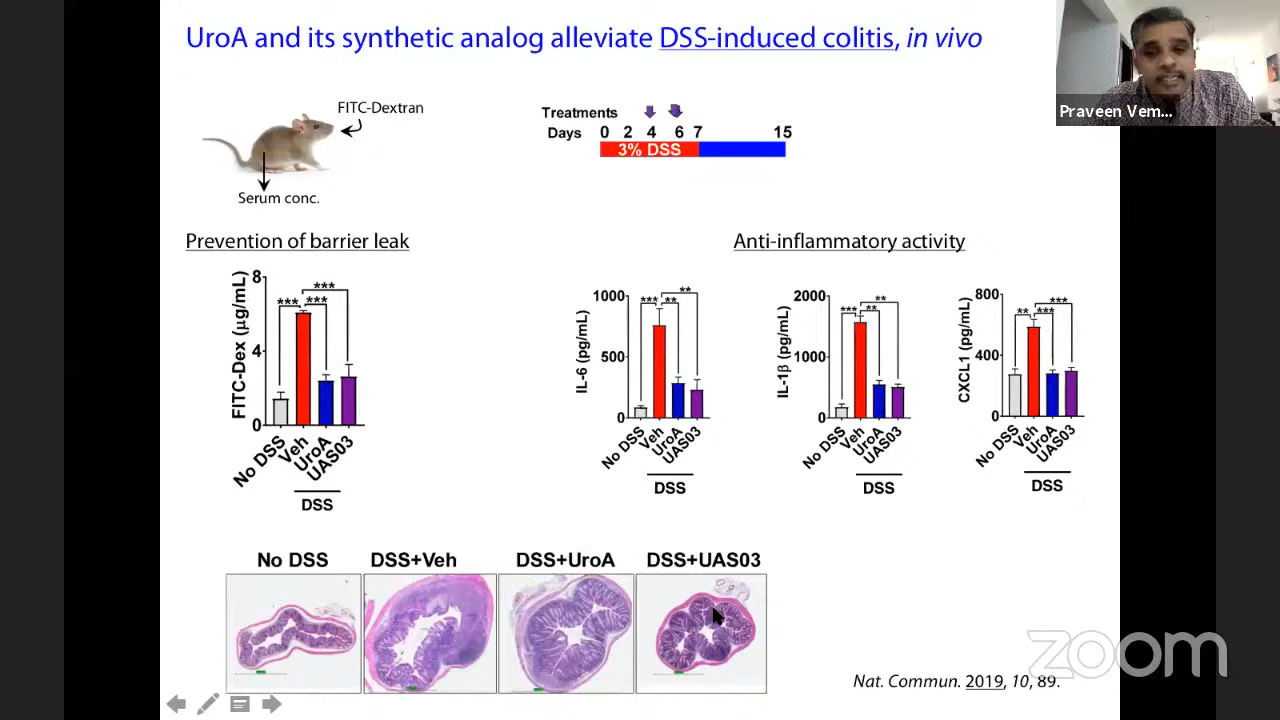 UroA and its synthetic analog alleviate DSS-induced colitis, in vivo
Praveen Vem...
FITC-Dextran
Serum conc.
Treatments
Days 0 2 4 6 7 15
3% DSS
Prevention of barrier leak
Anti-inflammatory activity
FITC-Dex (µg/mL)
8
4
0
***
***
***
No DSS
Veh
UroA
UAS03
DSS
IL-6 (pg/mL)
1000
500
0
**
***
**
No DSS
Veh
UroA
UAS03
DSS
IL-1β (pg/mL)
2000
1000
0
**
***
**
No DSS
Veh
UroA
UAS03
DSS
CXCL1 (pg/mL)
800
400
0
***
**
***
No DSS
Veh
UroA
UAS03
DSS
No DSS DSS+Veh DSS+UroA DSS+UAS03
zoom
Nat. Commun. 2019, 10, 89.